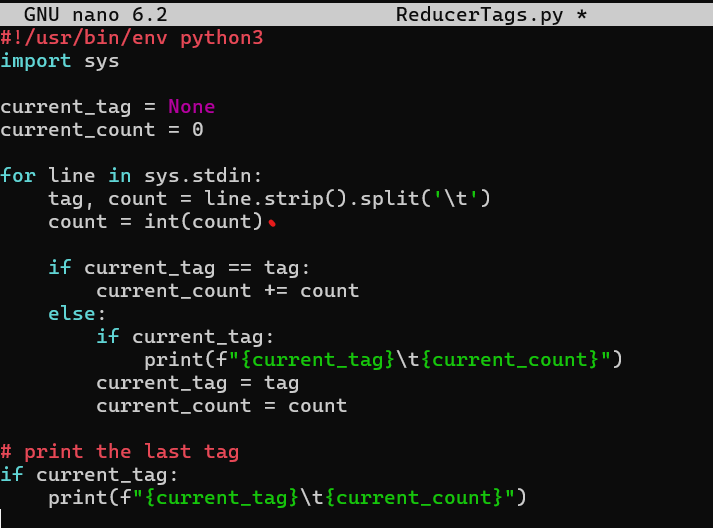 GNU nano 6.2 ReducerTags.py *
#!/usr/bin/env python3
import sys

current_tag = None
current_count = 0

for line in sys.stdin:
    tag, count = line.strip().split('\t')
    count = int(count)

    if current_tag == tag:
        current_count += count
    else:
        if current_tag:
            print(f"{current_tag}\t{current_count}")
        current_tag = tag
        current_count = count

# print the last tag
if current_tag:
    print(f"{current_tag}\t{current_count}")